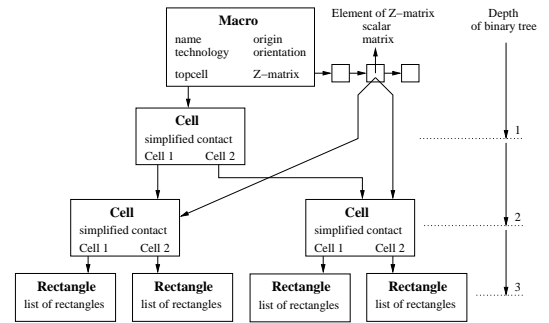 Macro
name origin
technology orientation
topcell Z−matrix
Element of Z−matrix
scalar
matrix
Depth
of binary tree
Cell
simplified contact
Cell 1 Cell 2
1
Cell
simplified contact
Cell 1 Cell 2
Cell
simplified contact
Cell 1 Cell 2
2
Rectangle
list of rectangles
Rectangle
list of rectangles
Rectangle
list of rectangles
Rectangle
list of rectangles
3